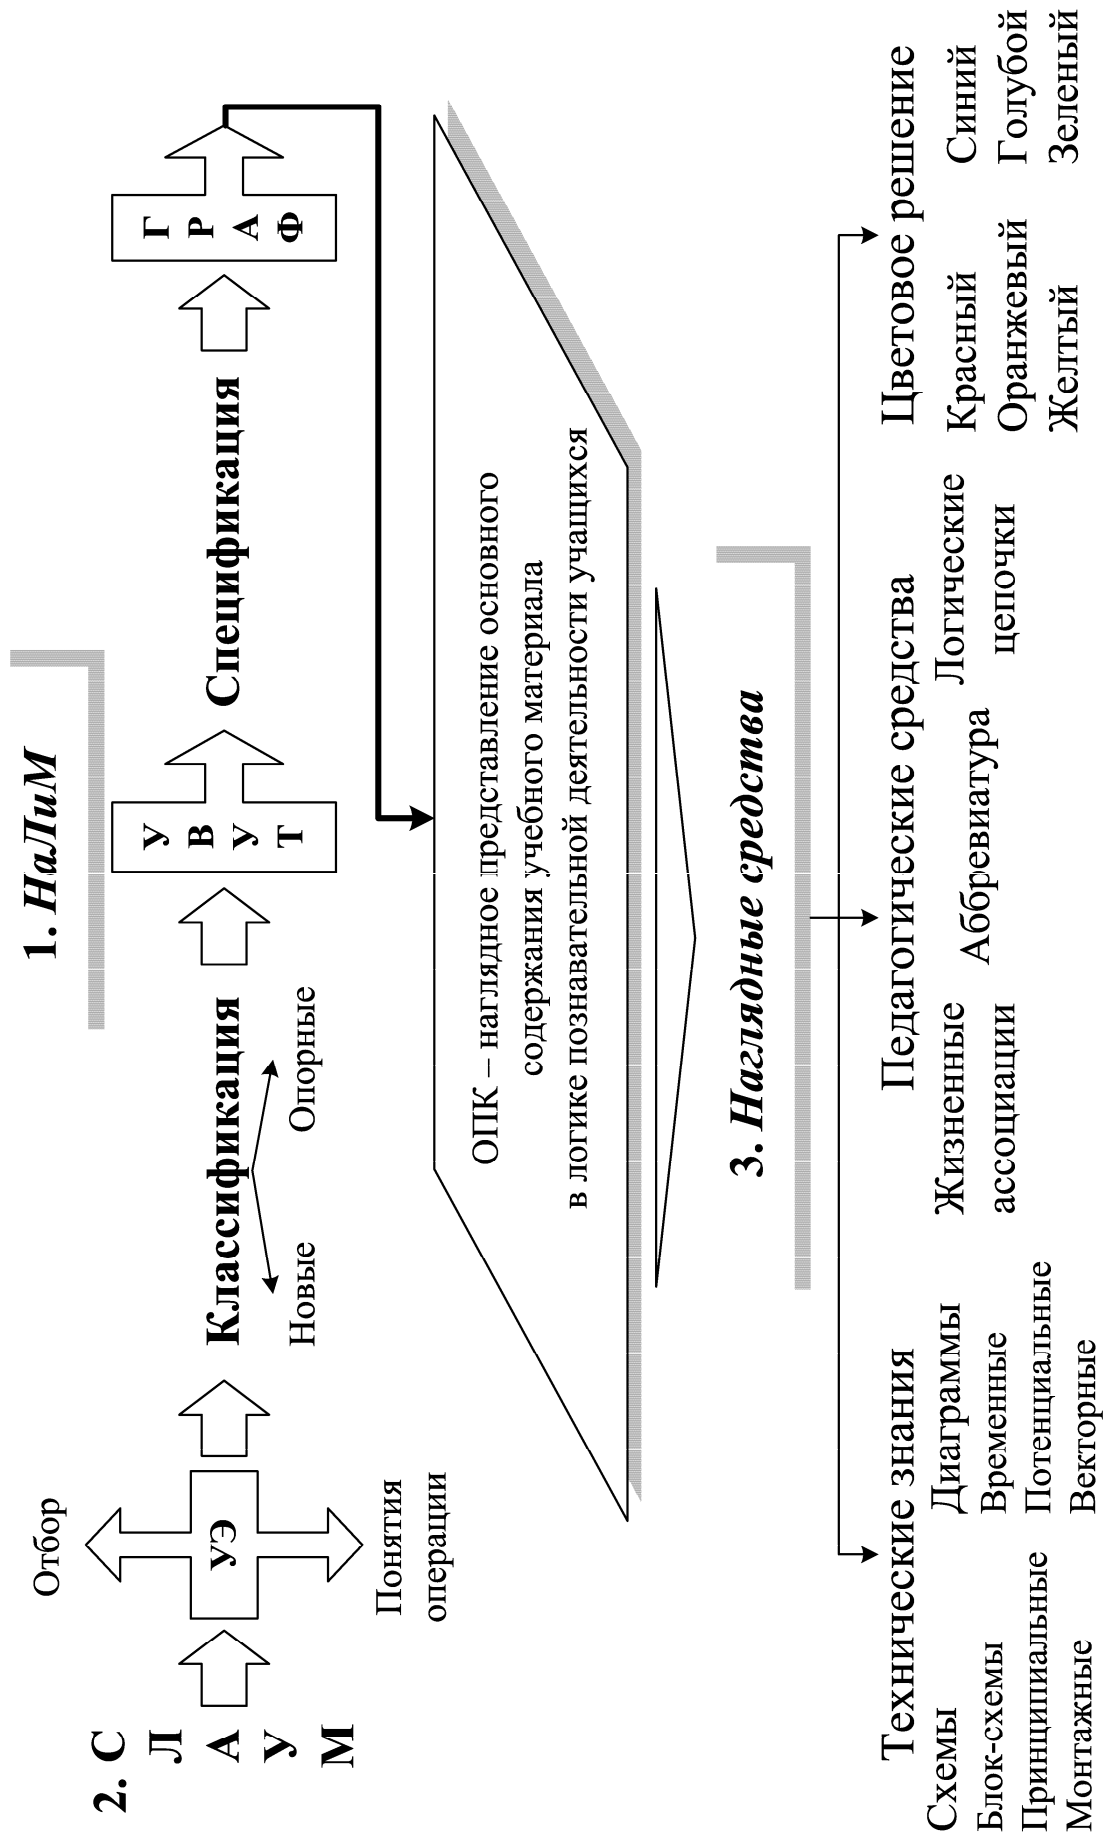 1. НаЛиМ
2. С
Л
А
У
М
Отбор
УЭ
Понятия
операции
Классификация
Новые
Опорные
У
В
У
Т
Спецификация
Г
Р
А
Ф
ОПК – наглядное представление основного
содержания учебного материала
в логике познавательной деятельности учащихся
3. Наглядные средства
Технические знания
Схемы
Блок-схемы
Принципиальные
Монтажные
Диаграммы
Временные
Потенциальные
Векторные
Педагогические средства
Жизненные
ассоциации
Аббревиатура
Логические
цепочки
Цветовое решение
Красный
Оранжевый
Желтый
Синий
Голубой
Зеленый